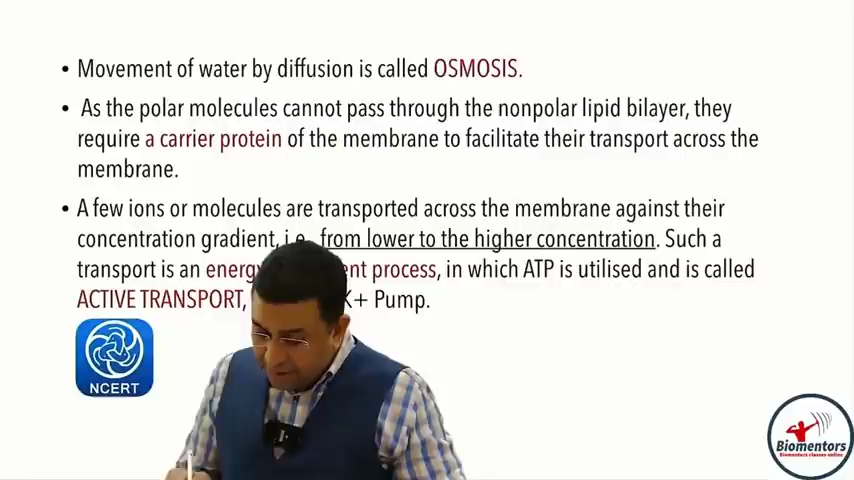 • Movement of water by diffusion is called OSMOSIS.
• As the polar molecules cannot pass through the nonpolar lipid bilayer, they
require a carrier protein of the membrane to facilitate their transport across the
membrane.
• A few ions or molecules are transported across the membrane against their
concentration gradient, i.e., from lower to the higher concentration. Such a
transport is an energy process, in which ATP is utilised and is called
ACTIVE TRANSPORT, K+ Pump.
NCERT
Biomentors
Biomentors classes online